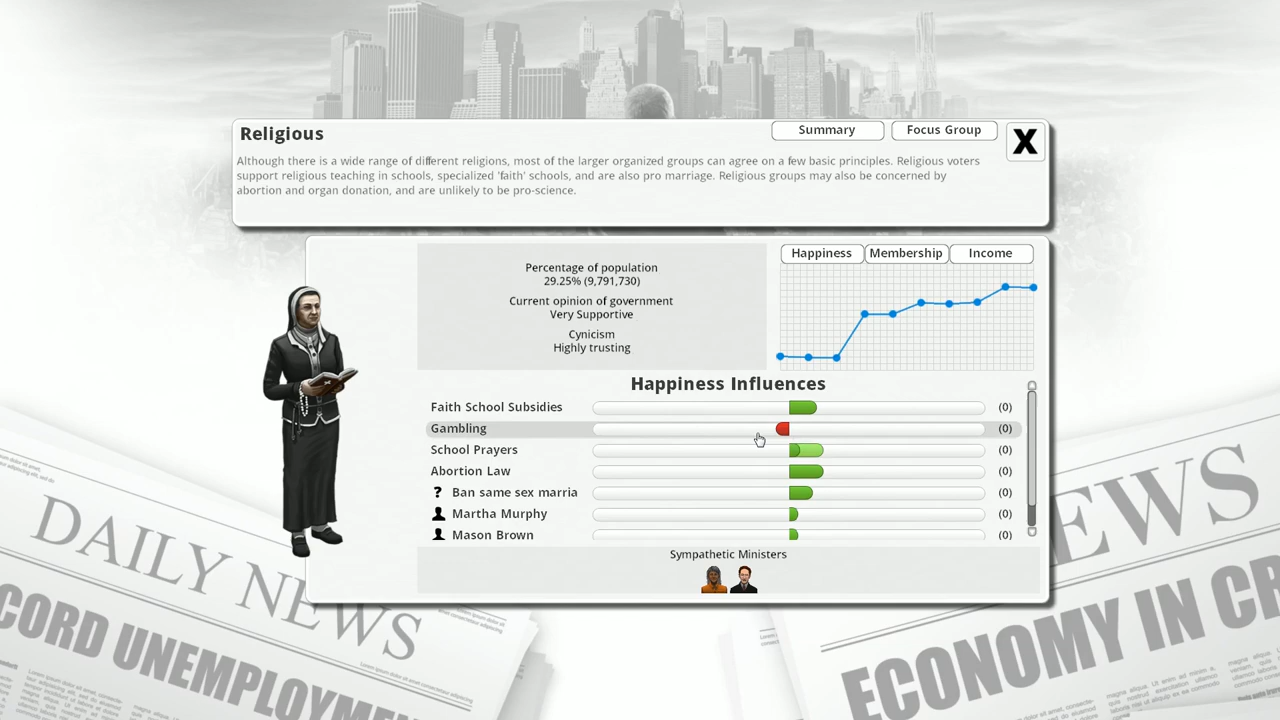 Religious
Summary
Focus Group
X
Although there is a wide range of different religions, most of the larger organized groups can agree on a few basic principles. Religious voters
support religious teaching in schools, specialized 'faith' schools, and are also pro marriage. Religious groups may also be concerned by
abortion and organ donation, and are unlikely to be pro-science.
Percentage of population
29.25% (9,791,730)
Current opinion of government
Very Supportive
Cynicism
Highly trusting
Happiness
Membership
Income
Happiness Influences
Faith School Subsidies (0)
Gambling (0)
School Prayers (0)
Abortion Law (0)
? Ban same sex marria (0)
Martha Murphy (0)
Mason Brown (0)
Sympathetic Ministers
DAILY NEWS
CORD UNEMPLOYME
EWS
ECONOMY IN CR